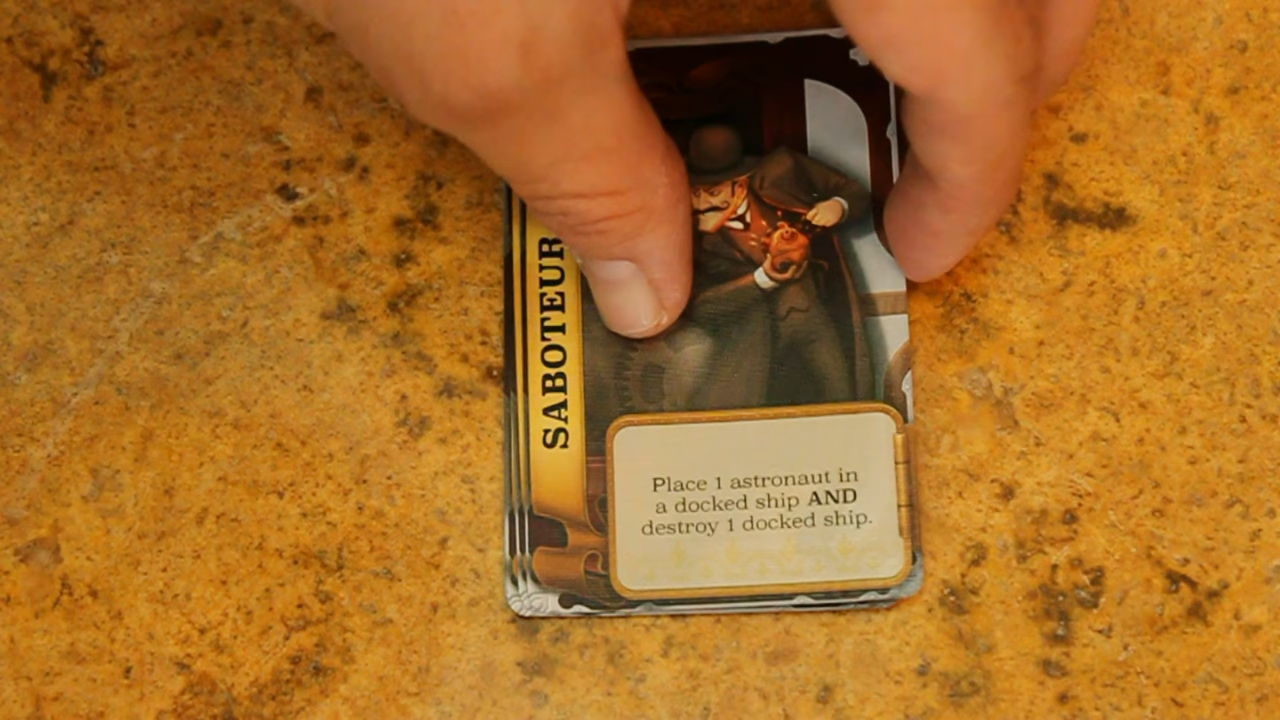 SABOTEUR
Place 1 astronaut in
a docked ship AND
destroy 1 docked ship.